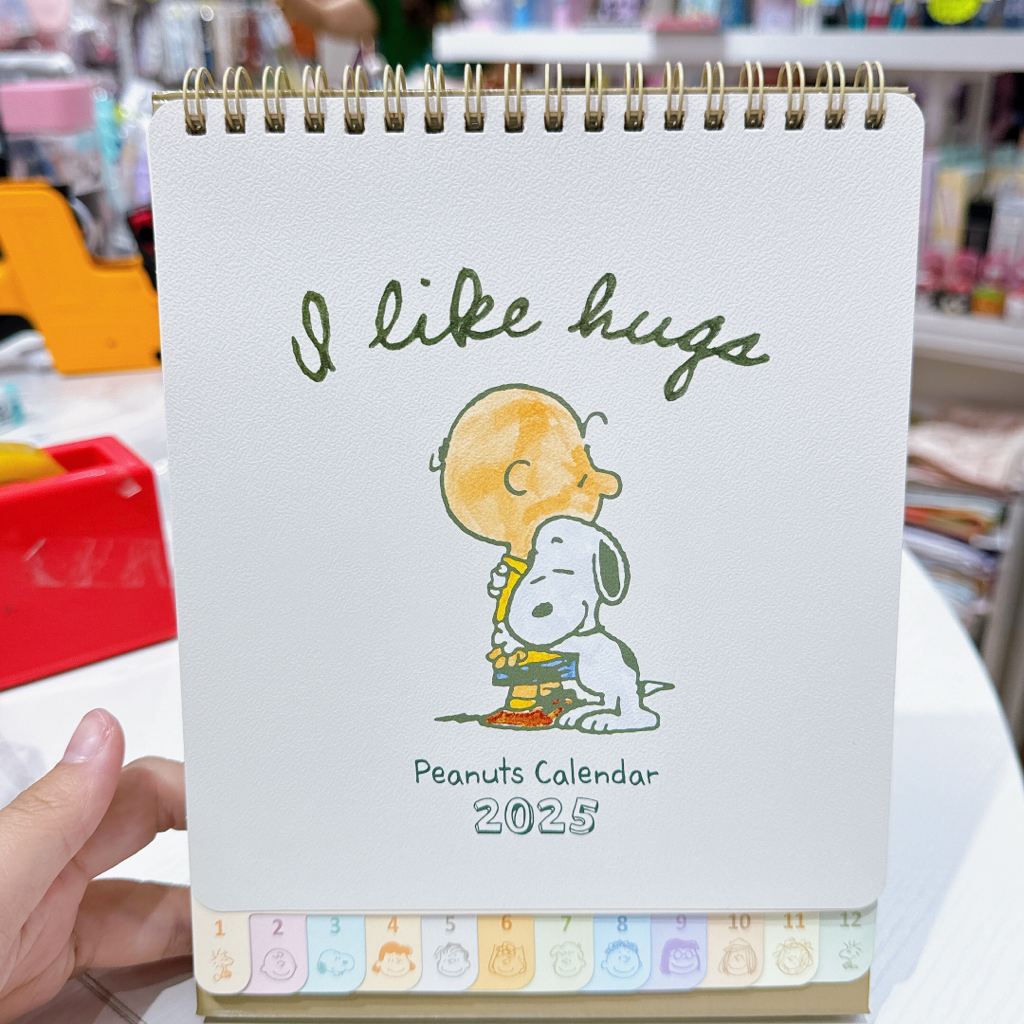 I like hugs
Peanuts Calendar
2025
1 2 3 4 5 6 7 8 9 10 11 12